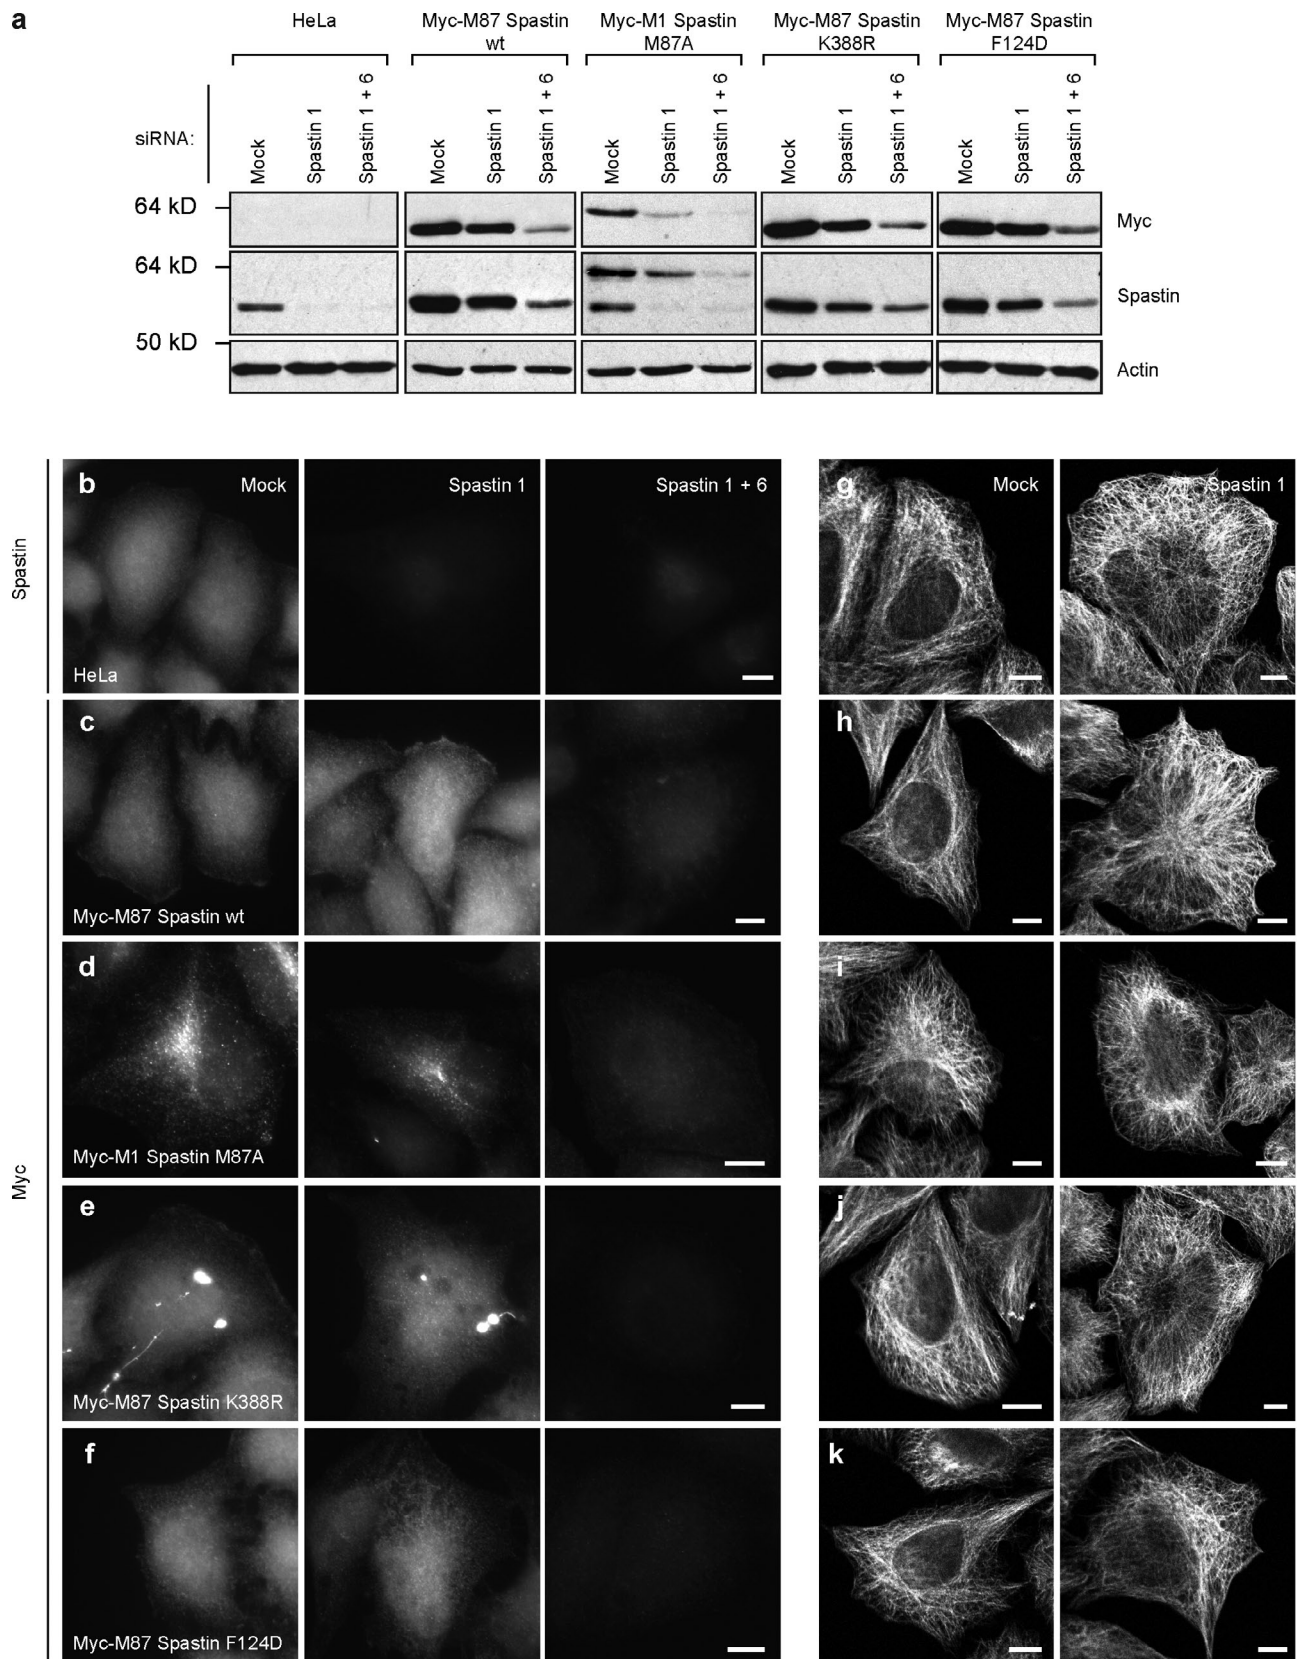 a
HeLa
Myc-M87 Spastin
wt
Myc-M1 Spastin
M87A
Myc-M87 Spastin
K388R
Myc-M87 Spastin
F124D
siRNA:
Mock
Spastin 1
Spastin 1 + 6
Mock
Spastin 1
Spastin 1 + 6
Mock
Spastin 1
Spastin 1 + 6
Mock
Spastin 1
Spastin 1 + 6
Mock
Spastin 1
Spastin 1 + 6
64 kD
Myc
64 kD
Spastin
50 kD
Actin
Spastin
b
Mock
Spastin 1
Spastin 1 + 6
HeLa
g
Mock
Spastin 1
Myc
c
Myc-M87 Spastin wt
h
d
Myc-M1 Spastin M87A
i
e
Myc-M87 Spastin K388R
j
f
Myc-M87 Spastin F124D
k